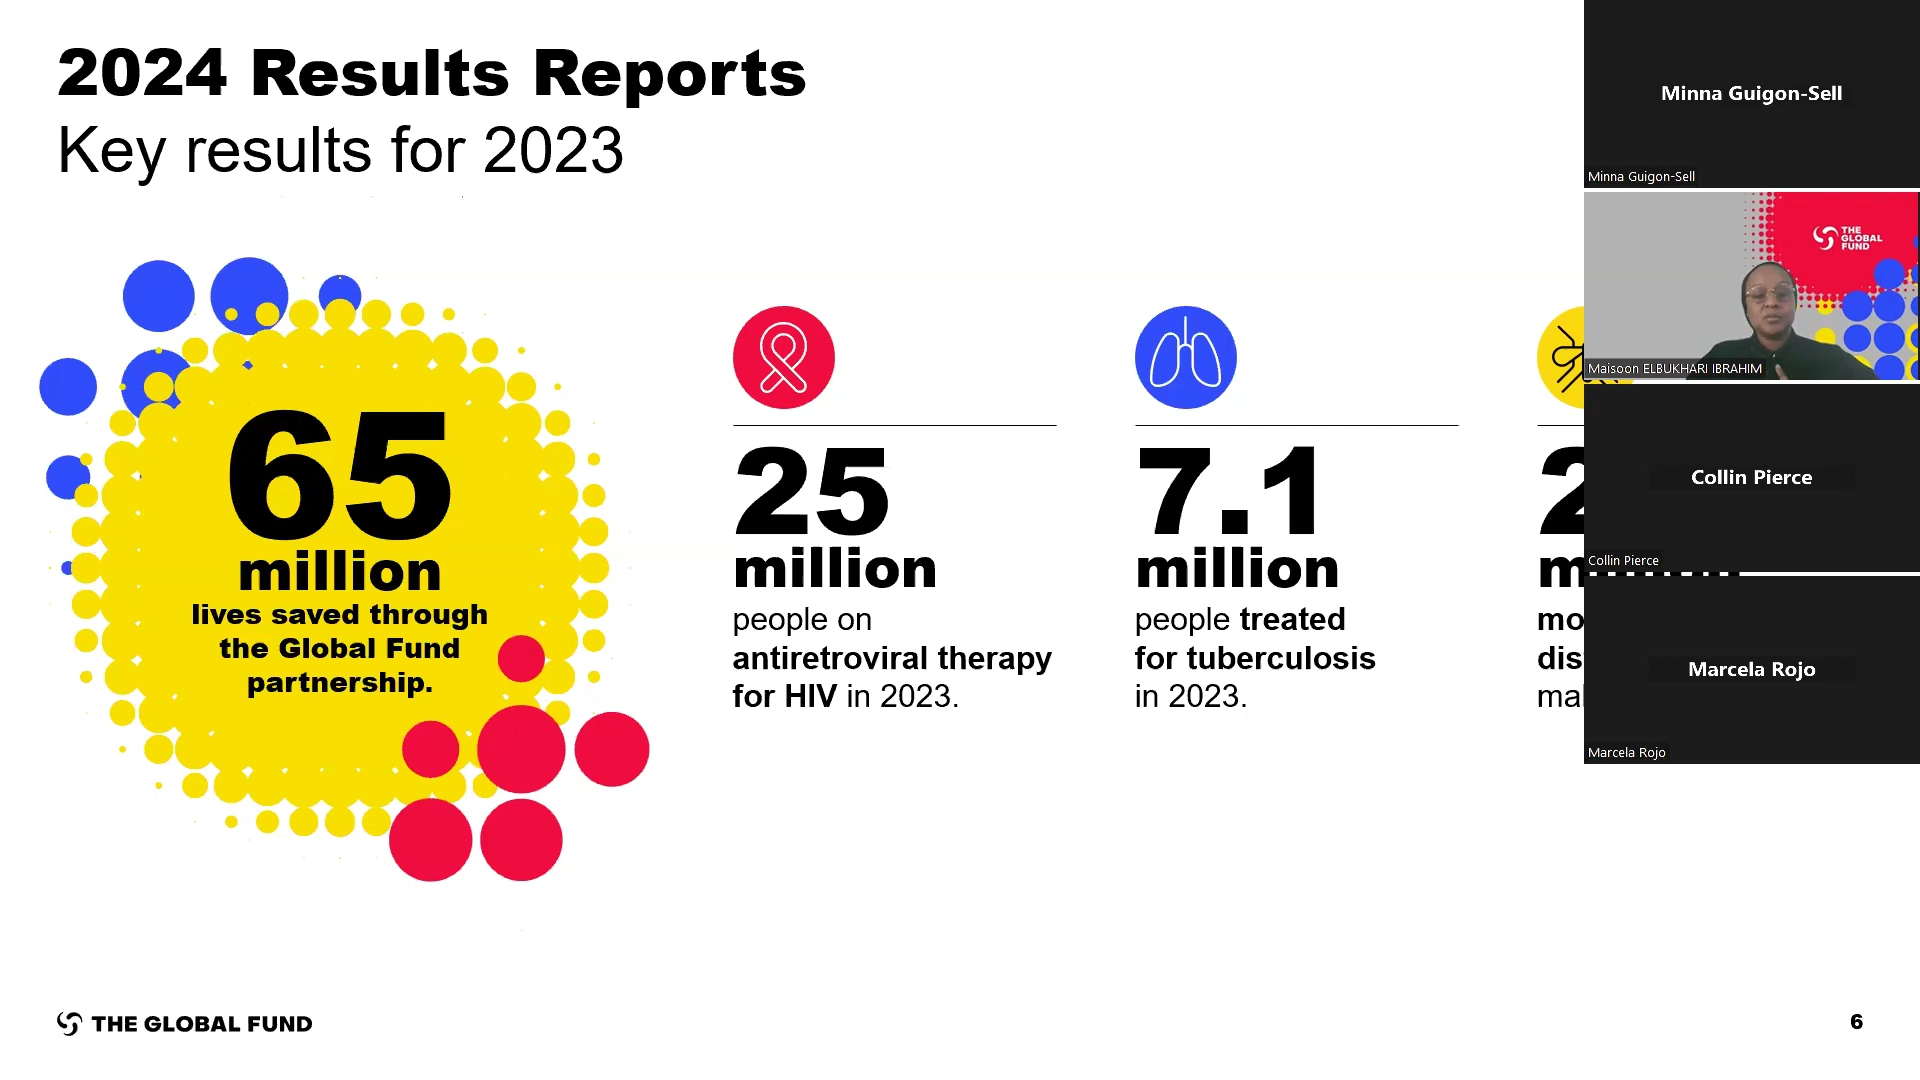 2024 Results Reports
Key results for 2023
65
million
lives saved through
the Global Fund
partnership.
25
million
people on
antiretroviral therapy
for HIV in 2023.
7.1
million
people treated
for tuberculosis
in 2023.
2
THE GLOBAL FUND
6
Minna Guigon-Sell
Minna Guigon-Sell
THE
GLOBAL
FUND
Maisoon ELBUKHARI IBRAHIM
Collin Pierce
Collin Pierce
Marcela Rojo
Marcela Rojo